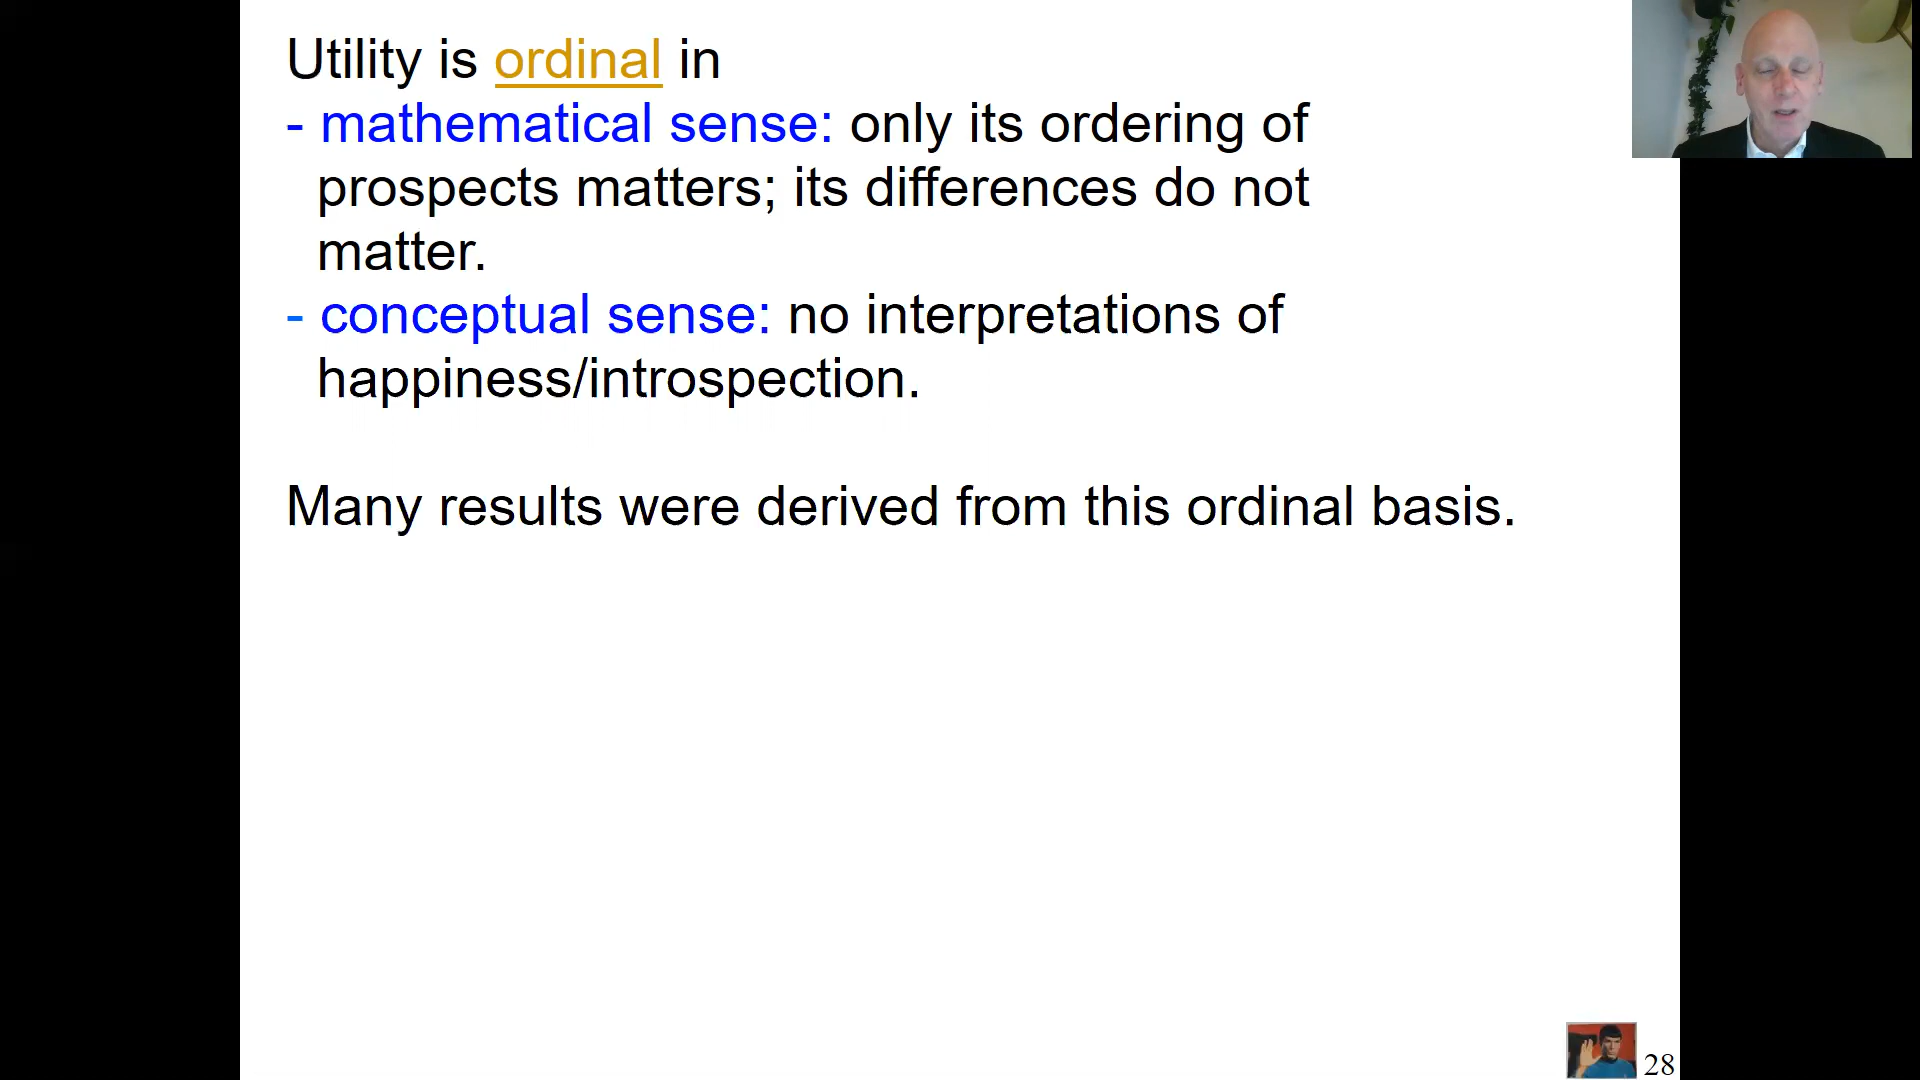 Utility is ordinal in
- mathematical sense: only its ordering of
prospects matters; its differences do not
matter.
- conceptual sense: no interpretations of
happiness/introspection.
Many results were derived from this ordinal basis.
28